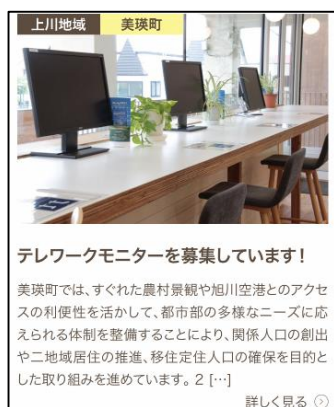 上川地域 美瑛町
テレワークモニターを募集しています！
美瑛町では、すぐれた農村景観や旭川空港とのアクセ
スの利便性を活かして、都市部の多様なニーズに応
えられる体制を整備することにより、関係人口の創出
や二地域居住の推進、移住定住人口の確保を目的と
した取り組みを進めています。2 […]
詳しく見る